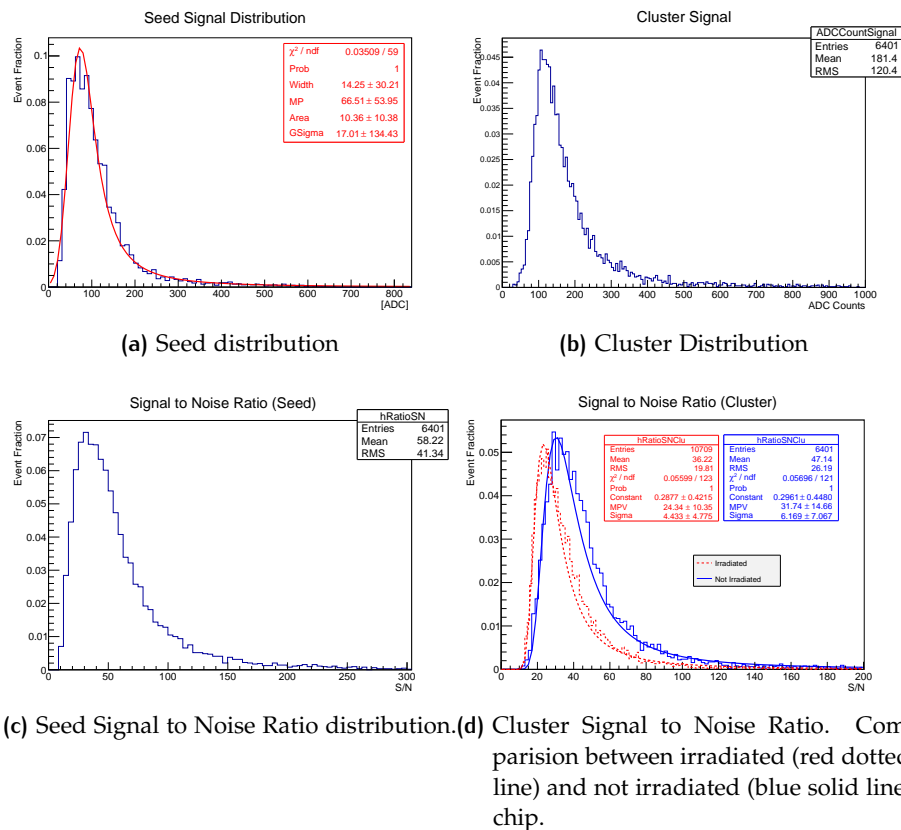 Seed Signal Distribution
Event Fraction
0.1
0.08
0.06
0.04
0.02
0
χ² / ndf 0.03509 / 59
Prob 1
Width 14.25 ± 30.21
MP 66.51 ± 53.95
Area 10.36 ± 10.38
GSigma 17.01 ± 134.43
0 100 200 300 400 500 600 700 800
[ADC]
(a) Seed distribution
Cluster Signal
Event Fraction
0.045
0.04
0.035
0.03
0.025
0.02
0.015
0.01
0.005
0
ADCCountSignal
Entries 6401
Mean 181.4
RMS 120.4
0 100 200 300 400 500 600 700 800 900 1000
ADC Counts
(b) Cluster Distribution
Signal to Noise Ratio (Seed)
Event Fraction
0.07
0.06
0.05
0.04
0.03
0.02
0.01
0
hRatioSN
Entries 6401
Mean 58.22
RMS 41.34
0 50 100 150 200 250 300
S/N
(c) Seed Signal to Noise Ratio distribution.
Signal to Noise Ratio (Cluster)
Event Fraction
0.05
0.04
0.03
0.02
0.01
0
hRatioSNClu
Entries 10709
Mean 36.22
RMS 19.81
χ² / ndf 0.05599 / 123
Prob 1
Constant 0.2877 ± 0.4215
MPV 24.34 ± 10.35
Sigma 4.433 ± 4.775
hRatioSNClu
Entries 6401
Mean 47.14
RMS 26.19
χ² / ndf 0.05696 / 121
Prob 1
Constant 0.2961 ± 0.4480
MPV 31.74 ± 14.66
Sigma 6.169 ± 7.067
Irradiated
Not Irradiated
0 20 40 60 80 100 120 140 160 180 200
S/N
(d) Cluster Signal to Noise Ratio. Com
parision between irradiated (red dotted
line) and not irradiated (blue solid line
chip.